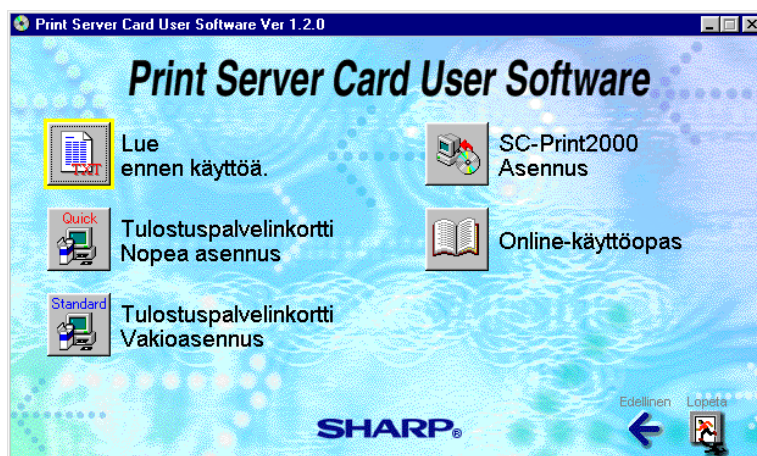 Print Server Card User Software Ver 1.2.0
Print Server Card User Software
TXT
Lue
ennen käyttöä.
Quick
Tulostuspalvelinkortti
Nopea asennus
Standard
Tulostuspalvelinkortti
Vakioasennus
SC-Print2000
Asennus
Online-käyttöopas
SHARP®
Edellinen
Lopeta